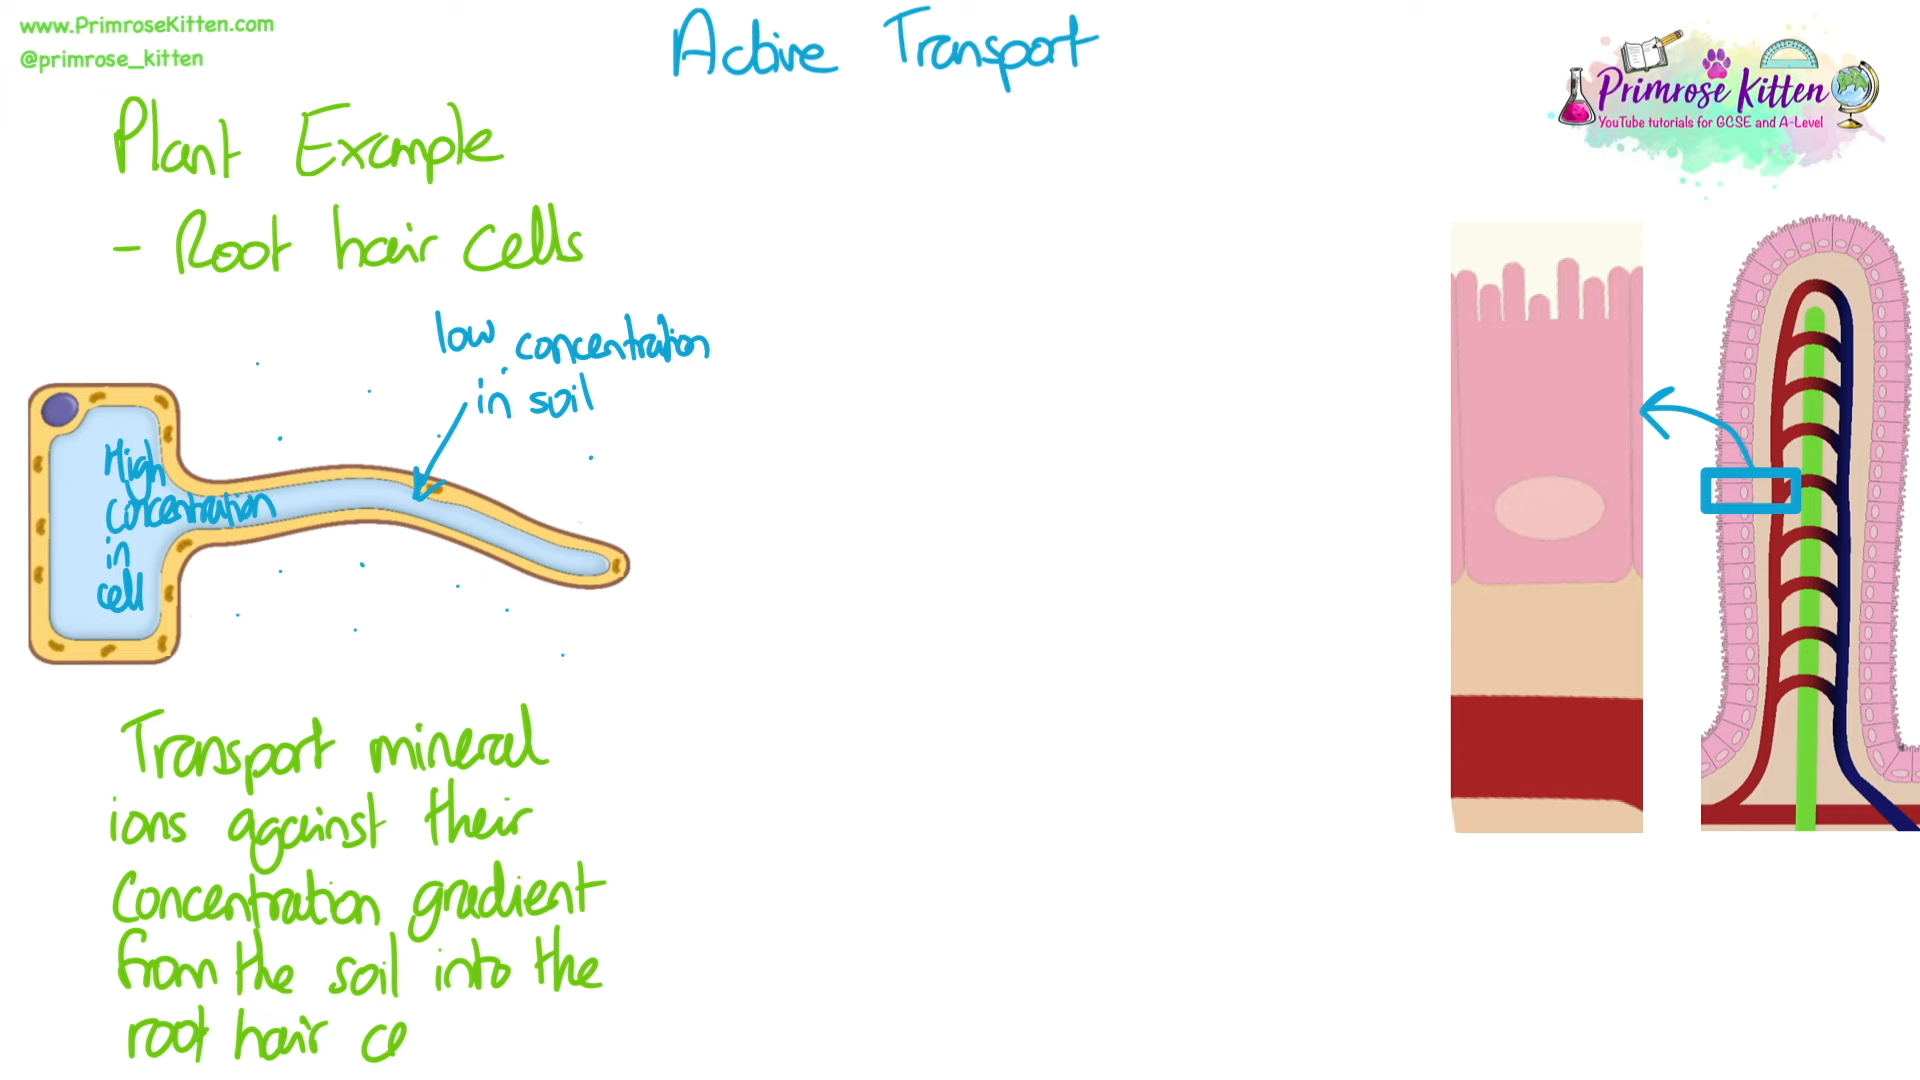 www.PrimroseKitten.com
@primrose_kitten
Active Transport
Primrose Kitten
YouTube tutorials for GCSE and A-Level
Plant Example
- Root hair cells
low concentration
in soil
High
concentration
in
cell
Transport mineral
ions against their
concentration gradient
from the soil into the
root hair ce